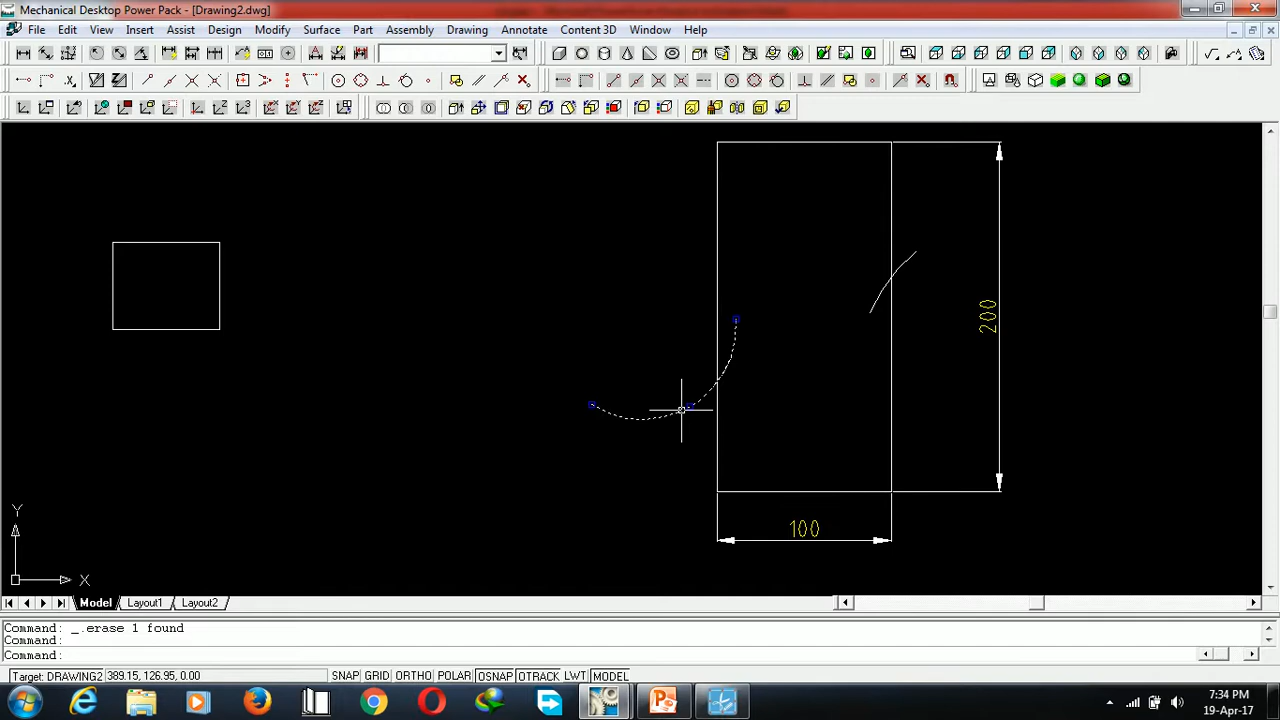 Mechanical Desktop Power Pack - [Drawing2.dwg]
File Edit View Insert Assist Design Modify Surface Part Assembly Drawing Annotate Content 3D Window Help
200
100
Y
X
Model Layout1 Layout2
Command: _.erase 1 found
Command:
Command:
Target: DRAWING2 389.15, 126.95, 0.00 SNAP GRID ORTHO POLAR OSNAP OTRACK LWT MODEL
7:34 PM
19-Apr-17